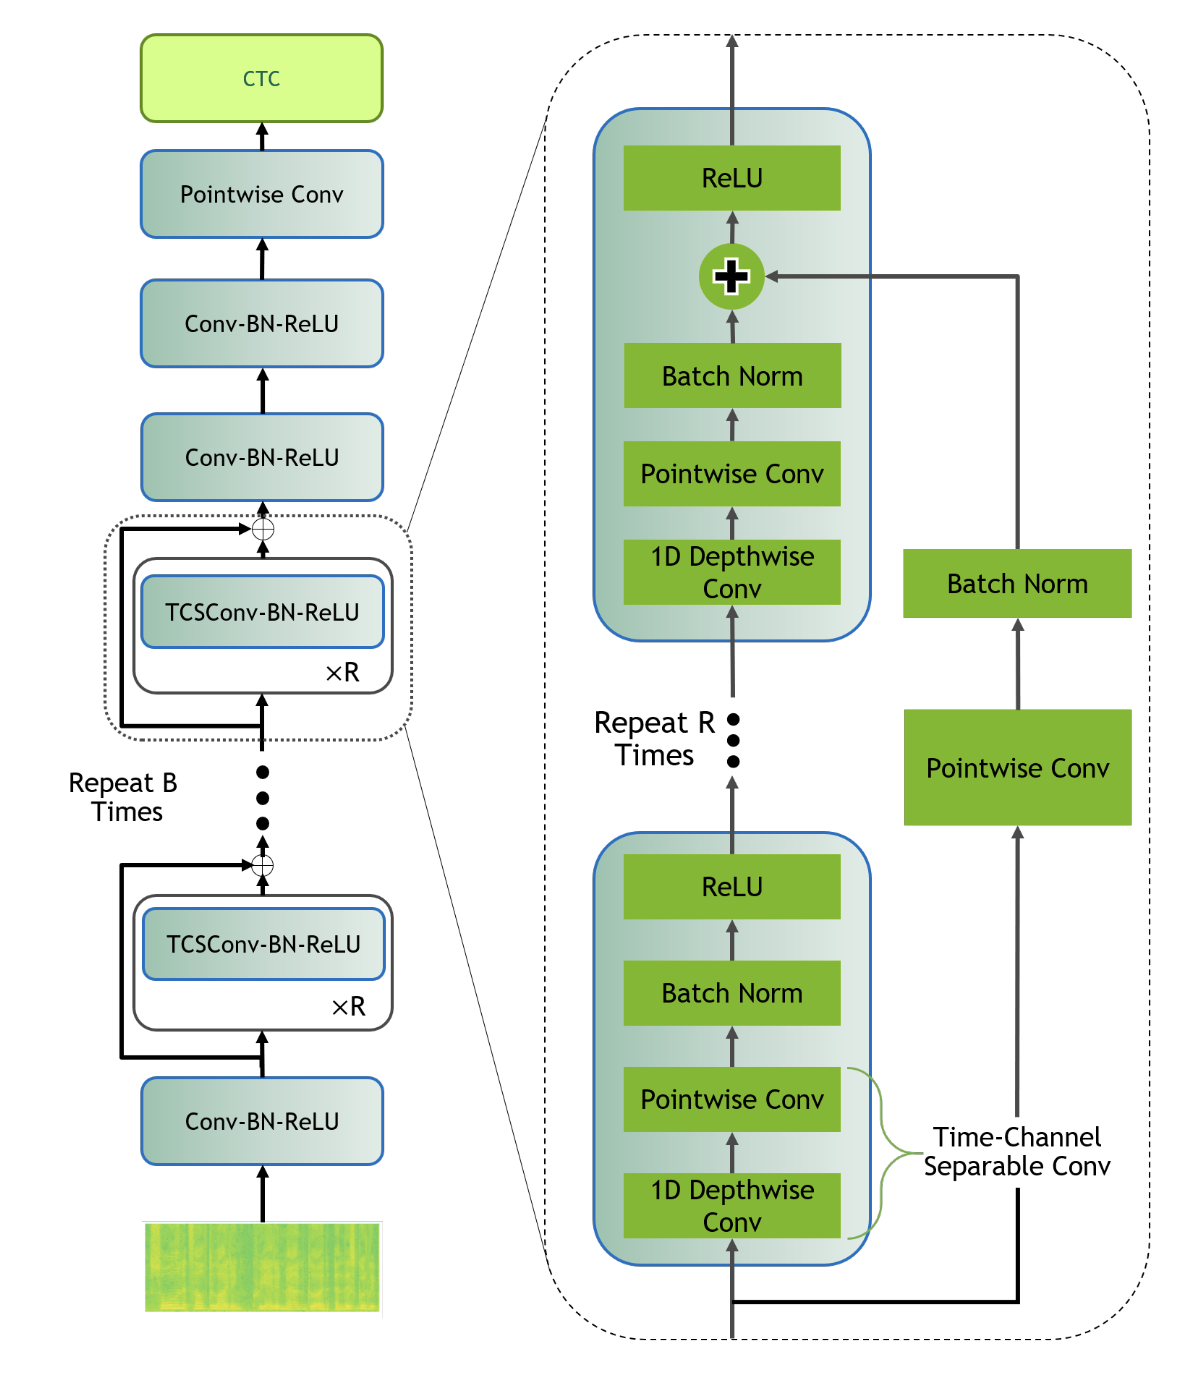 CTC
Pointwise Conv
Conv-BN-ReLU
Conv-BN-ReLU
TCSConv-BN-ReLU
×R
Repeat B
Times
TCSConv-BN-ReLU
×R
Conv-BN-ReLU
ReLU
Batch Norm
Pointwise Conv
1D Depthwise
Conv
Repeat R
Times
ReLU
Batch Norm
Pointwise Conv
1D Depthwise
Conv
Batch Norm
Pointwise Conv
Time-Channel
Separable Conv